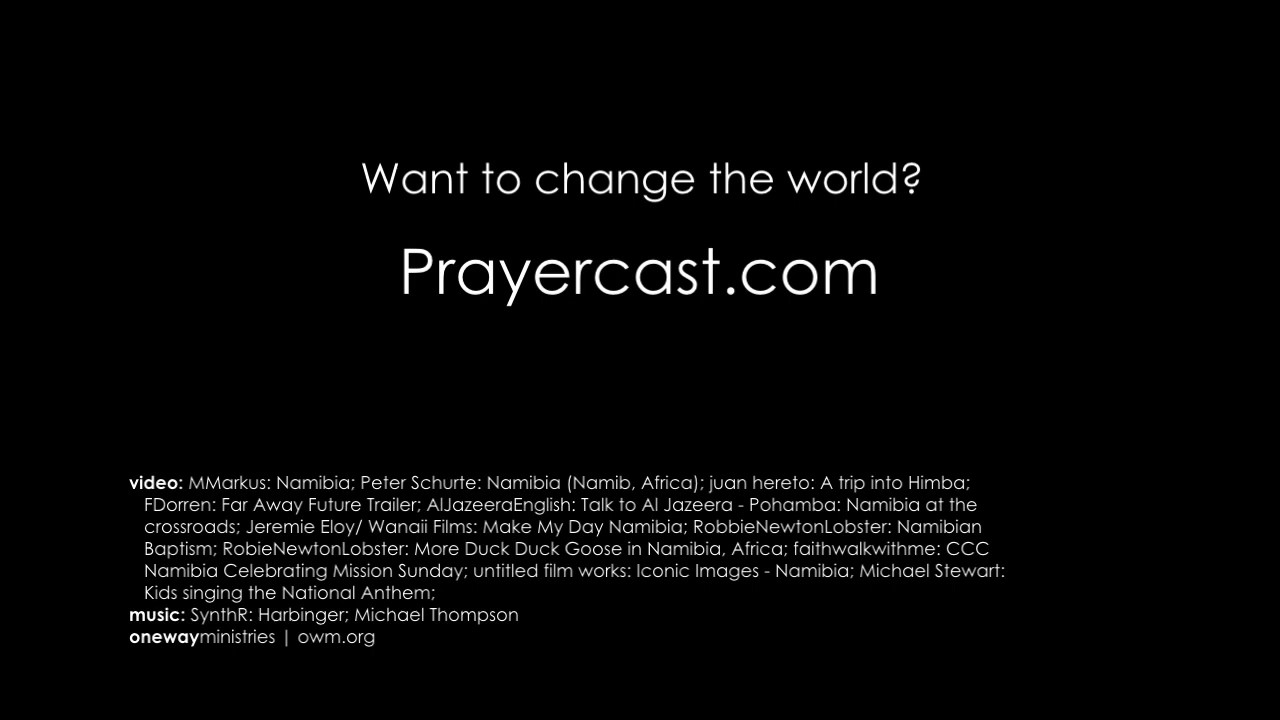 Want to change the world?
Prayercast.com
video: MMarkus: Namibia; Peter Schurte: Namibia (Namib, Africa); juan hereto: A trip into Himba;
FDorren: Far Away Future Trailer; AlJazeeraEnglish: Talk to Al Jazeera - Pohamba: Namibia at the
crossroads; Jeremie Eloy/ Wanaii Films: Make My Day Namibia; RobbieNewtonLobster: Namibian
Baptism; RobieNewtonLobster: More Duck Duck Goose in Namibia, Africa; faithwalkwithme: CCC
Namibia Celebrating Mission Sunday; untitled film works: Iconic Images - Namibia; Michael Stewart:
Kids singing the National Anthem;
music: SynthR: Harbinger; Michael Thompson
onewayministries | owm.org